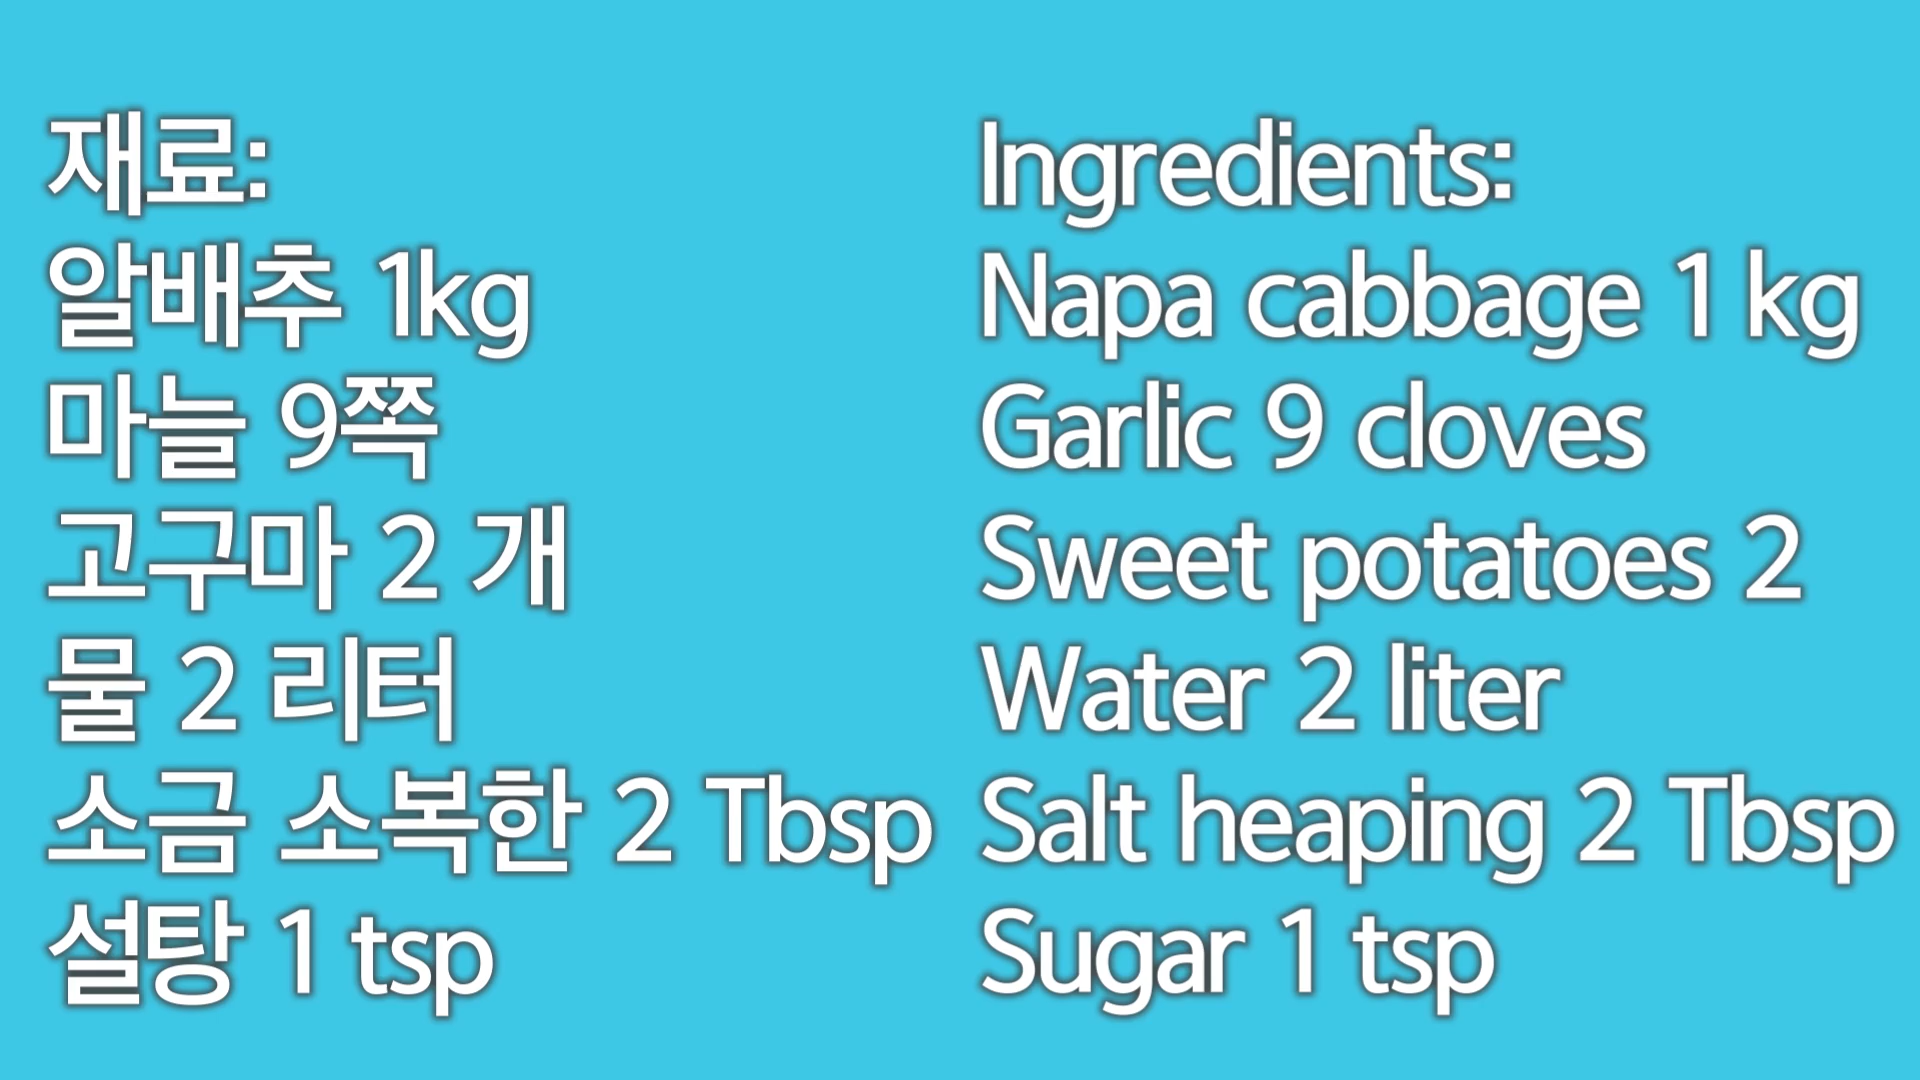 재료:
알배추 1kg
마늘 9쪽
고구마 2 개
물 2 리터
소금 소복한 2 Tbsp
설탕 1 tsp
Ingredients:
Napa cabbage 1 kg
Garlic 9 cloves
Sweet potatoes 2
Water 2 liter
Salt heaping 2 Tbsp
Sugar 1 tsp